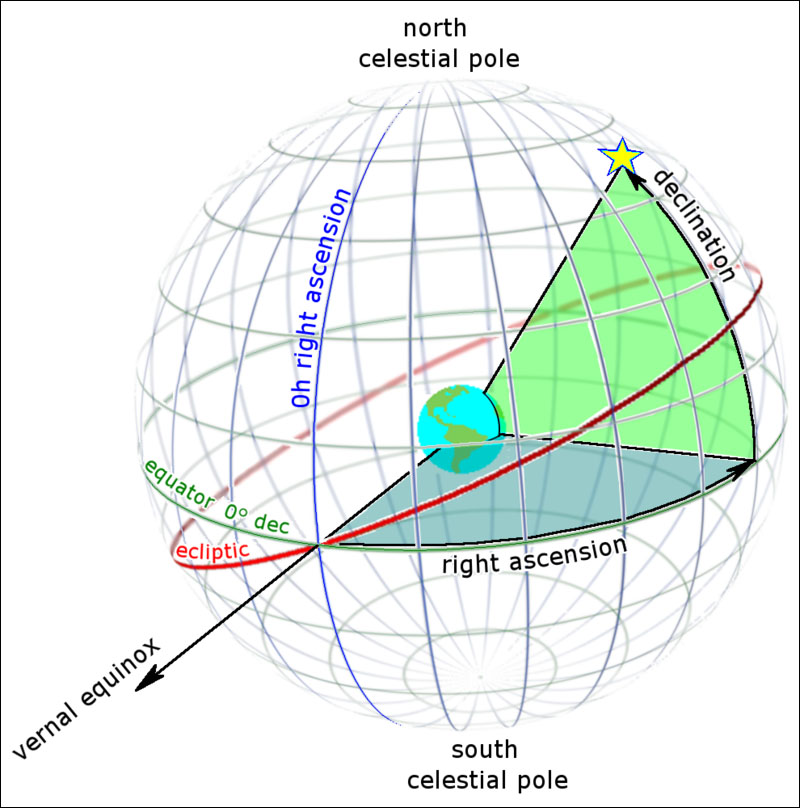 north
celestial pole
declination
0h right ascension
equator 0° dec
ecliptic
right ascension
vernal equinox
south
celestial pole